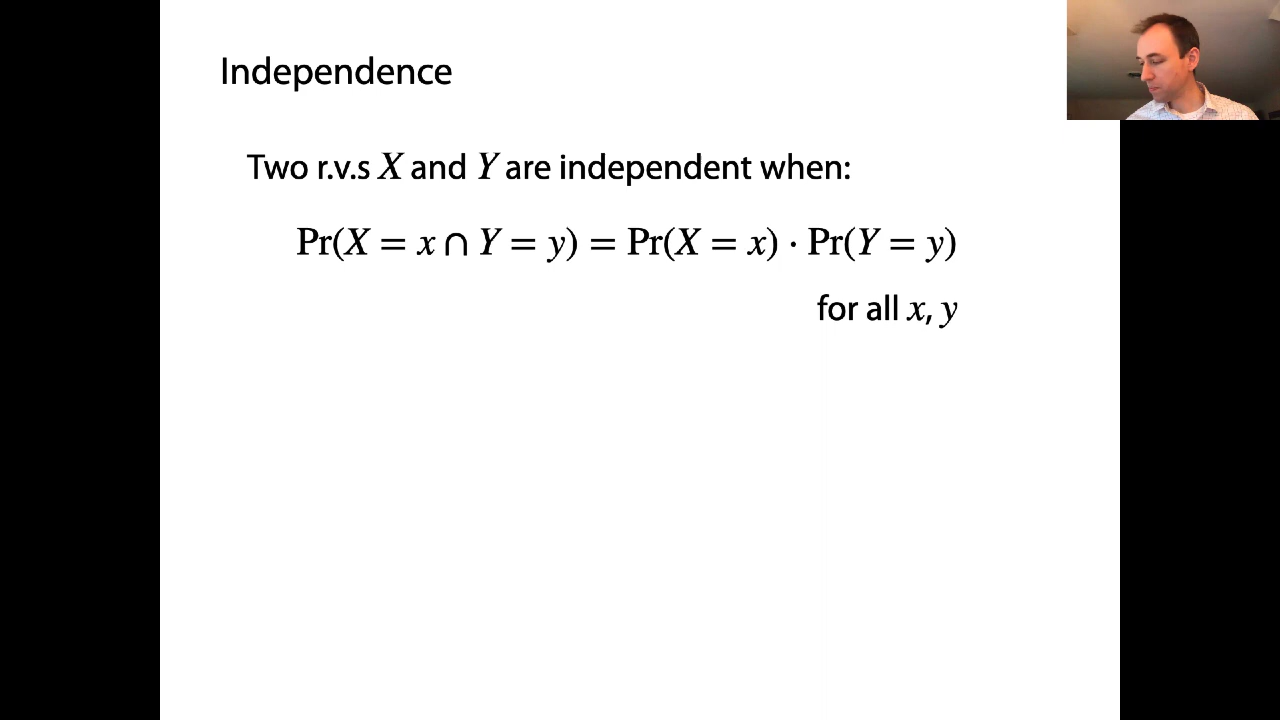 Independence
Two r.v.s X and Y are independent when:
Pr(X = x ∩ Y = y) = Pr(X = x) · Pr(Y = y)
for all x, y